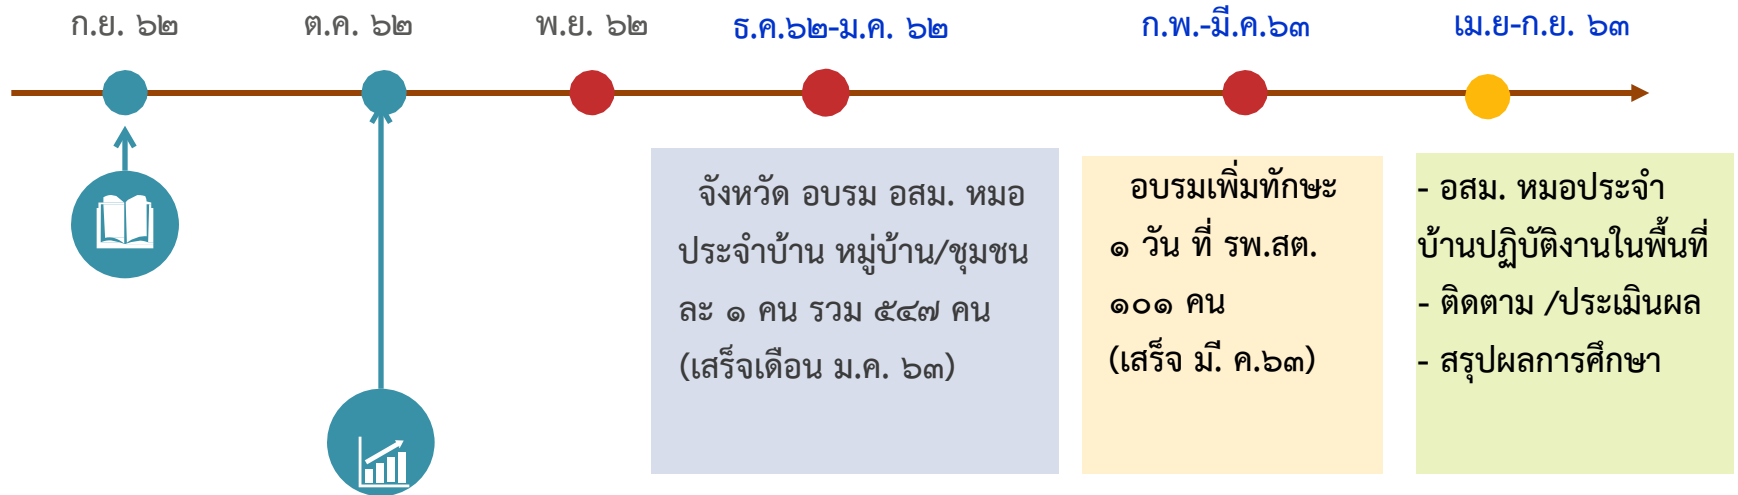 ก.ย. ๖๒
ต.ค. ๖๒
พ.ย. ๖๒
ธ.ค.๖๒-ม.ค. ๖๒
ก.พ.-มี.ค.๖๓
เม.ย-ก.ย. ๖๓
จังหวัด อบรม อสม. หมอ
ประจำบ้าน หมู่บ้าน/ชุมชน
ละ ๑ คน รวม ๕๔๗ คน
(เสร็จเดือน ม.ค. ๖๓)
อบรมเพิ่มทักษะ
๑ วัน ที่ รพ.สต.
๑๐๑ คน
(เสร็จ มี. ค.๖๓)
- อสม. หมอประจำ
บ้านปฏิบัติงานในพื้นที่
- ติดตาม /ประเมินผล
- สรุปผลการศึกษา